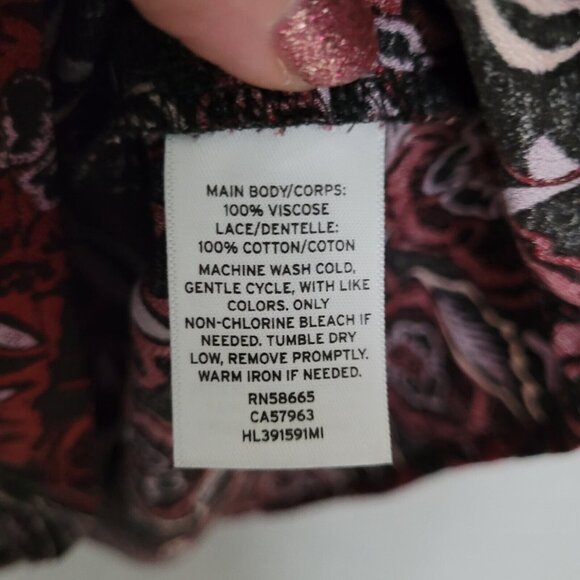 MAIN BODY/CORPS:
100% VISCOSE
LACE/DENTELLE:
100% COTTON/COTON
MACHINE WASH COLD,
GENTLE CYCLE, WITH LIKE
COLORS. ONLY
NON-CHLORINE BLEACH IF
NEEDED. TUMBLE DRY
LOW, REMOVE PROMPTLY.
WARM IRON IF NEEDED.
RN58665
CA57963
HL391591MI